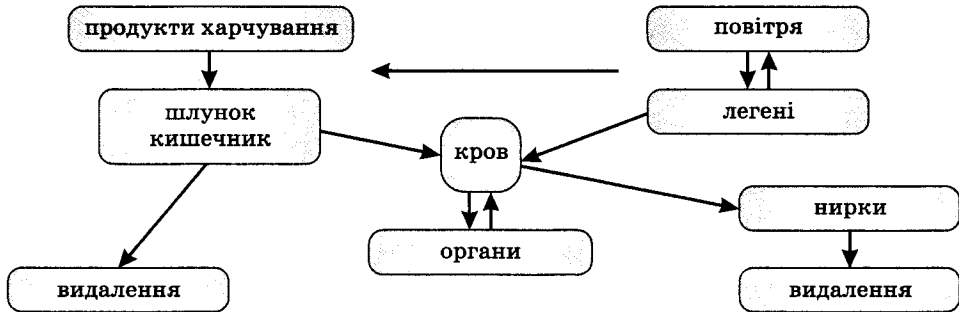 продукти харчування
повітря
шлунок
кишечник
легені
кров
нирки
органи
видалення
видалення